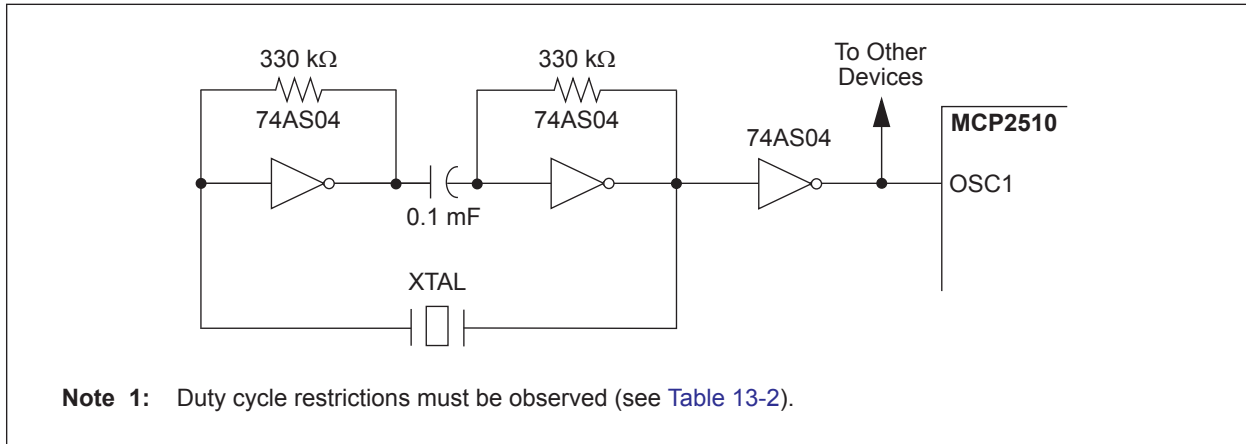 330 kΩ
330 kΩ
To Other
Devices
74AS04
74AS04
74AS04
MCP2510
OSC1
0.1 mF
XTAL
Note 1: Duty cycle restrictions must be observed (see Table 13-2).